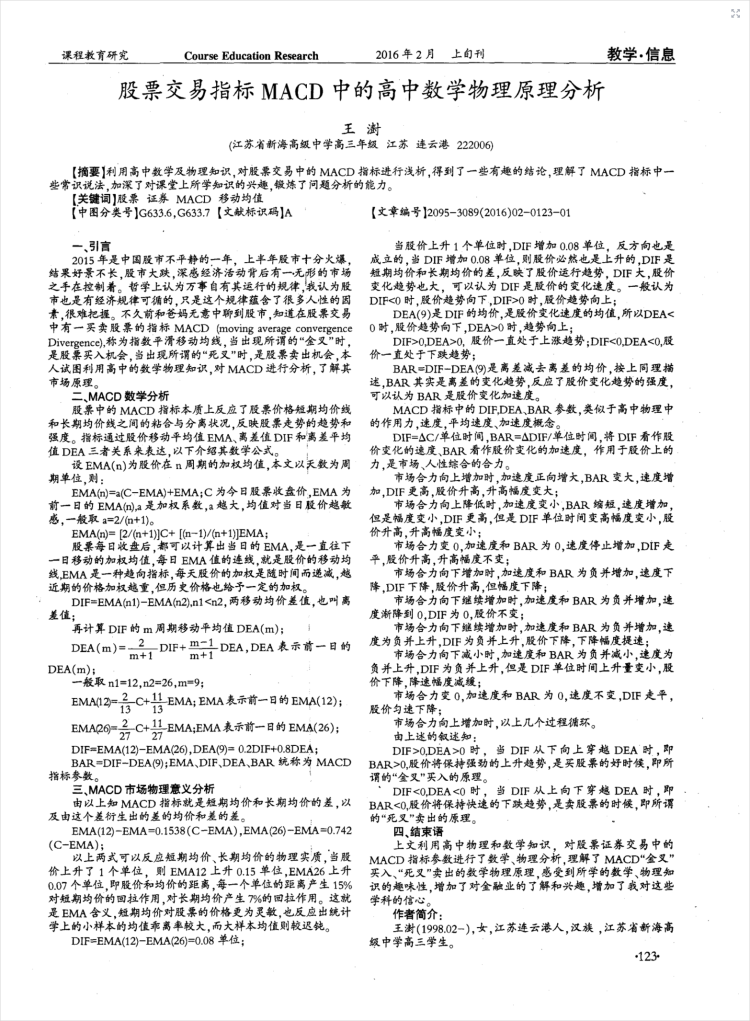 课程教育研究 Course Education Research 2016 年 2 月 上旬刊 教学·信息
股票交易指标 MACD 中的高中数学物理原理分析
王 澍
(江苏省新海高级中学高三年级 江苏 连云港 222006)
【摘要】利用高中数学及物理知识,对股票交易中的 MACD 指标进行浅析,得到了一些有趣的结论,理解了 MACD 指标中一
些常识说法,加深了对课堂上所学知识的兴趣,锻炼了问题分析的能力。
【关键词】股票 证券 MACD 移动均值
【中图分类号】G633.6,G633.7 【文献标识码】A 【文章编号】2095-3089(2016)02-0123-01
一、引言
2015 年是中国股市不平静的一年，上半年股市十分火爆,
结果好景不长,股市大跌,深感经济活动背后有一无形的市场
之手在控制着。哲学上认为万事自有其运行的规律,我认为股
市也是有经济规律可循的,只是这个规律蕴含了很多人性的因
素,很难把握。不久前和爸妈无意中聊到股市,知道在股票交易
中有一买卖股票的指标 MACD (moving average convergence
Divergence),称为指数平滑移动均线,当出现所谓的“金叉”时,
是股票买入机会,当出现所谓的“死叉”时,是股票卖出机会,本
人试图利用高中的数学物理知识,对 MACD 进行分析,了解其
市场原理。
二、MACD 数学分析
股票中的 MACD 指标本质上反应了股票价格短期均价线
和长期均价线之间的粘合与分离状况,反映股票走势的趋势和
强度。指标通过股价移动平均值 EMA、离差值 DIF 和离差平均
值 DEA 三者关系来表达,以下介绍其数学公式。
设 EMA(n)为股价在 n 周期的加权均值,本文以天数为周
期单位,则:
EMA(n)=a(C-EMA)+EMA;C 为今日股票收盘价,EMA 为
前一日的 EMA(n),a 是加权系数,a 越大,均值对当日股价越敏
感,一般取 a=2/(n+1)。
EMA(n)= [2/(n+1)]C+ [(n-1)/(n+1)]EMA;
股票每日收盘后,都可以计算出当日的 EMA,是一直往下
一日移动的加权均值,每日 EMA 值的连线,就是股价的移动均
线,EMA 是一种趋向指标,每天股价的加权是随时间而递减,越
近期的价格加权越重,但历史价格也给予一定的加权。
DIF=EMA(n1)-EMA(n2),n1<n2,两移动均价差值,也叫离
差值;
再计算 DIF 的 m 周期移动平均值 DEA(m);
DEA(m)=2/(m+1) DIF+ (m-1)/(m+1) DEA,DEA 表示前一日的
DEA(m);
一般取 n1=12,n2=26,m=9;
EMA(12)=2/13 C+11/13 EMA; EMA 表示前一日的 EMA(12);
EMA(26)=2/27 C+11/27 EMA;EMA 表示前一日的 EMA(26);
DIF=EMA(12)-EMA(26),DEA(9)= 0.2DIF+0.8DEA;
BAR=DIF-DEA(9);EMA、DIF、DEA、BAR 统称为 MACD
指标参数。
三、MACD 市场物理意义分析
由以上知 MACD 指标就是短期均价和长期均价的差,以
及由这个差衍生出的差的均价和差的差。
EMA(12)-EMA=0.1538(C-EMA),EMA(26)-EMA=0.742
(C-EMA);
以上两式可以反应短期均价、长期均价的物理实质,当股
价上升了 1 个单位，则 EMA12 上升 0.15 单位,EMA26 上升
0.07 个单位,即股价和均价的距离,每一个单位的距离产生 15%
对短期均价的回拉作用,对长期均价产生 7%的回拉作用。这就
是 EMA 含义,短期均价对股票的价格更为灵敏,也反应出统计
学上的小样本的均值乖离率较大,而大样本均值则较迟钝。
DIF=EMA(12)-EMA(26)=0.08 单位;
当股价上升 1 个单位时,DIF 增加 0.08 单位，反方向也是
成立的,当 DIF 增加 0.08 单位,则股价必然也是上升的,DIF 是
短期均价和长期均价的差,反映了股价运行趋势，DIF 大,股价
变化趋势也大，可以认为 DIF 是股价的变化速度。一般认为
DIF<0 时,股价趋势向下,DIF>0 时,股价趋势向上;
DEA(9)是 DIF 的均价,是股价变化速度的均值,所以DEA<
0 时,股价趋势向下,DEA>0 时,趋势向上;
DIF>0,DEA>0，股价一直处于上涨趋势;DIF<0,DEA<0,股
价一直处于下跌趋势;
BAR=DIF-DEA(9)是离差减去离差的均价,按上同理描
述,BAR 其实是离差的变化趋势,反应了股价变化趋势的强度,
可以认为 BAR 是股价变化加速度。
MACD 指标中的 DIF,DEA、BAR 参数,类似于高中物理中
的作用力,速度,平均速度、加速度概念。
DIF=△C/单位时间,BAR=△DIF/单位时间,将 DIF 看作股
价变化的速度、BAR 看作股价变化的加速度，作用于股价上的
力,是市场、人性综合的合力。
市场合力向上增加时,加速度正向增大,BAR 变大,速度增
加,DIF 更高,股价升高,升高幅度变大;
市场合力向上降低时,加速度变小,BAR 缩短,速度增加,
但是幅度变小,DIF 更高,但是 DIF 单位时间变高幅度变小,股
价升高,升高幅度变小;
市场合力变 0,加速度和 BAR 为 0,速度停止增加,DIF 走
平,股价升高,升高幅度不变;
市场合力向下增加时,加速度和 BAR 为负并增加,速度下
降,DIF 下降,股价升高,但幅度下降;
市场合力向下继续增加时,加速度和 BAR 为负并增加,速
度渐降到 0,DIF 为 0,股价不变;
市场合力向下继续增加时,加速度和 BAR 为负并增加,速
度为负并上升,DIF 为负并上升,股价下降,下降幅度提速;
市场合力向下减小时,加速度和 BAR 为负并减小,速度为
负并上升,DIF 为负并上升,但是 DIF 单位时间上升量变小,股
价下降,降速幅度减缓;
市场合力变 0,加速度和 BAR 为 0,速度不变,DIF 走平,
股价匀速下降;
市场合力向上增加时,以上几个过程循环。
由上述的叙述知:
DIF>0,DEA>0 时，当 DIF 从下向上穿越 DEA 时,即
BAR>0,股价将保持强劲的上升趋势,是买股票的好时候,即所
谓的“金叉”买入的原理。
DIF<0,DEA<0 时，当 DIF 从上向下穿越 DEA 时,即
BAR<0,股价将保持快速的下跌趋势,是卖股票的时候,即所谓
的“死叉”卖出的原理。
四、结束语
上文利用高中物理和数学知识，对股票证券交易中的
MACD 指标参数进行了数学、物理分析,理解了 MACD“金叉”
买入、“死叉”卖出的数学物理原理,感受到所学的数学、物理知
识的趣味性,增加了对金融业的了解和兴趣,增加了我对这些
学科的信心。
作者简介:
王澍(1998.02-),女,江苏连云港人,汉族,江苏省新海高
级中学高三学生。
·123·